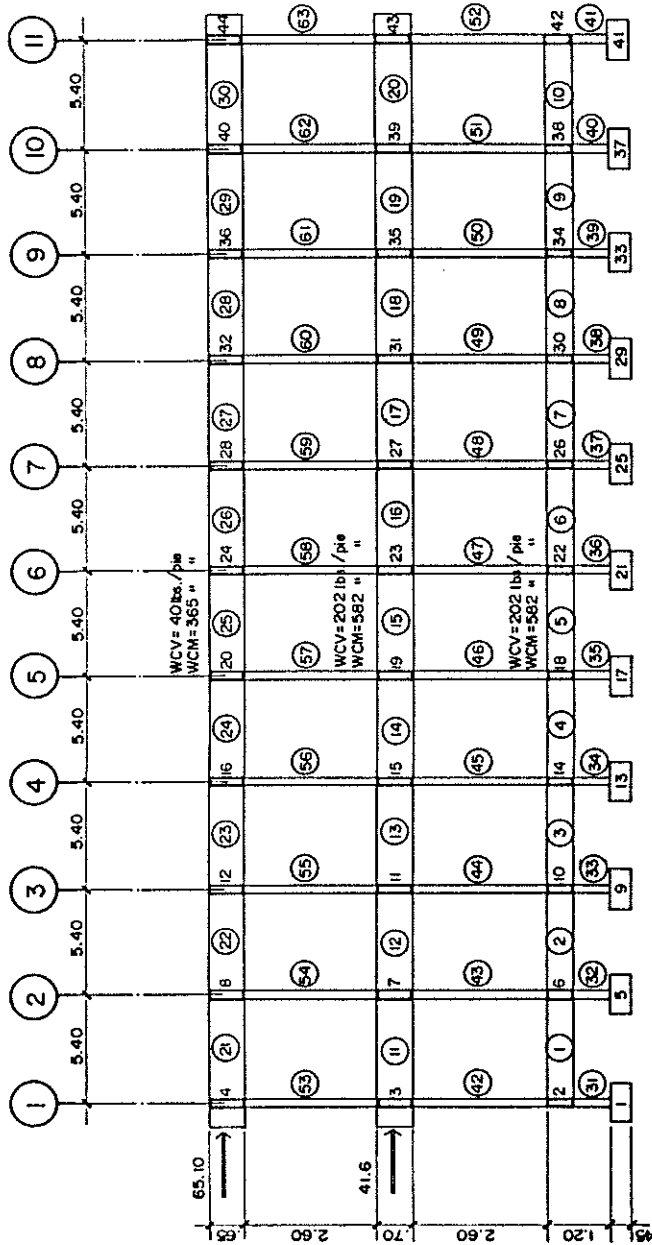 1 2 3 4 5 6 7 8 9 10 11
5.40 5.40 5.40 5.40 5.40 5.40 5.40 5.40 5.40 5.40
WCV= 40 lbs./pie
WCM=365 " "
65.10
.65
4 21 8 22 12 23 16 24 20 25 24 26 28 27 32 28 36 29 40 30 44
2.60
53 54 55 56 57 58 59 60 61 62 63
WCV=202 lbs/pie
WCM=582 " "
41.6
.70
3 11 7 12 11 13 15 14 19 15 23 16 27 17 31 18 35 19 39 20 43
2.60
42 43 44 45 46 47 48 49 50 51 52
WCV=202 lbs/pie
WCM=582 " "
2 1 6 2 10 3 14 4 18 5 22 6 26 7 30 8 34 9 38 10 42
1.20
31 32 33 34 35 36 37 38 39 40 41
.45
1 5 9 13 17 21 25 29 33 37 41